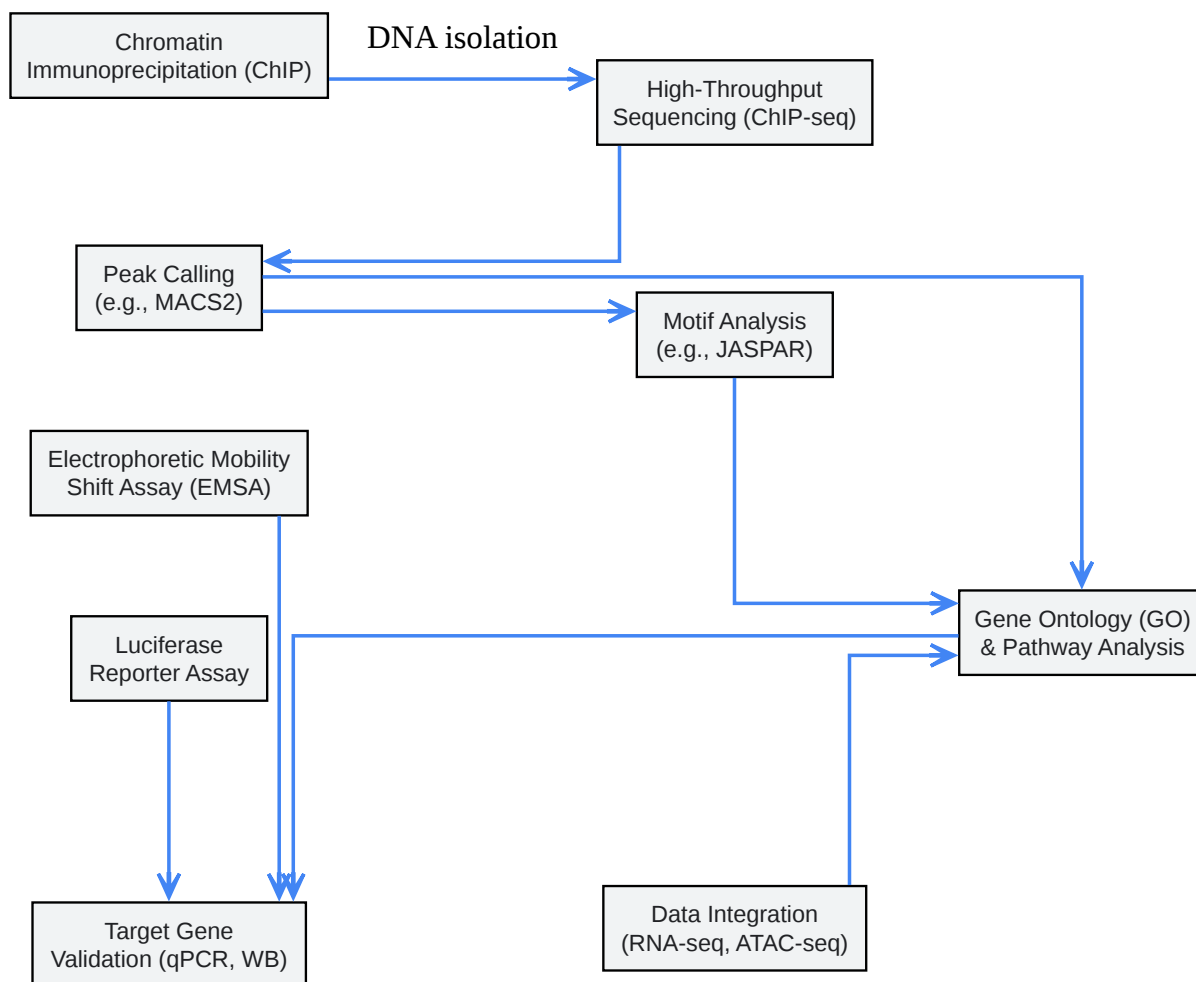 Chromatin
Immunoprecipitation (ChIP)
DNA isolation
High-Throughput
Sequencing (ChIP-seq)
Peak Calling
(e.g., MACS2)
Motif Analysis
(e.g., JASPAR)
Electrophoretic Mobility
Shift Assay (EMSA)
Luciferase
Reporter Assay
Gene Ontology (GO)
& Pathway Analysis
Target Gene
Validation (qPCR, WB)
Data Integration
(RNA-seq, ATAC-seq)